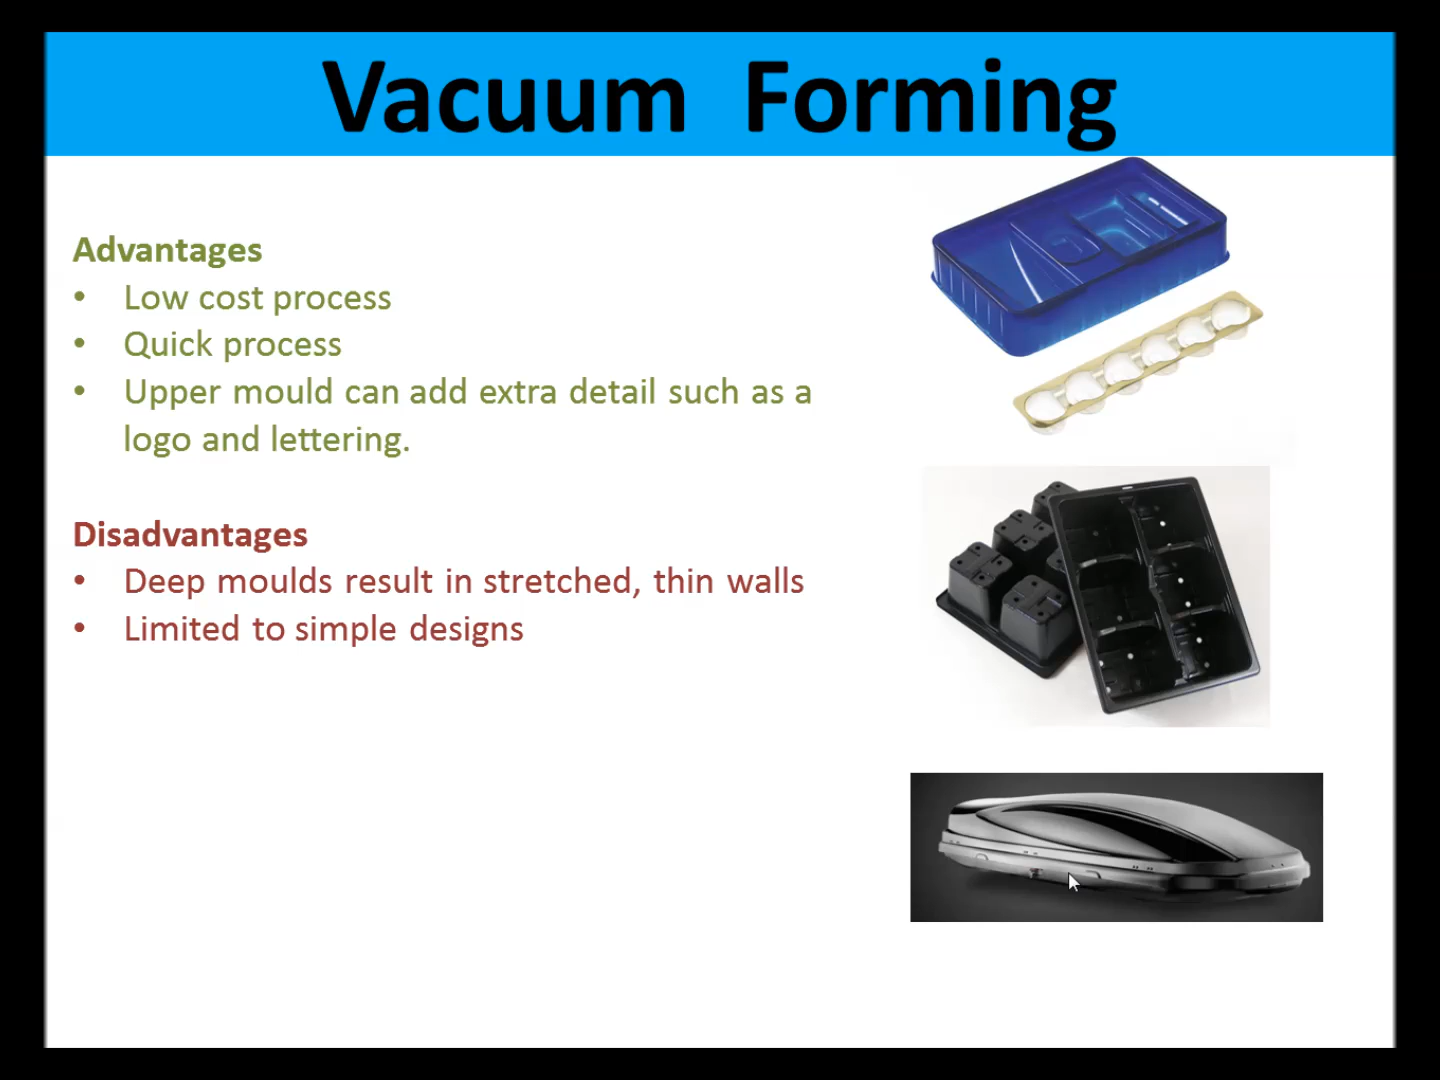 Vacuum Forming
Advantages
• Low cost process
• Quick process
• Upper mould can add extra detail such as a
logo and lettering.
Disadvantages
• Deep moulds result in stretched, thin walls
• Limited to simple designs